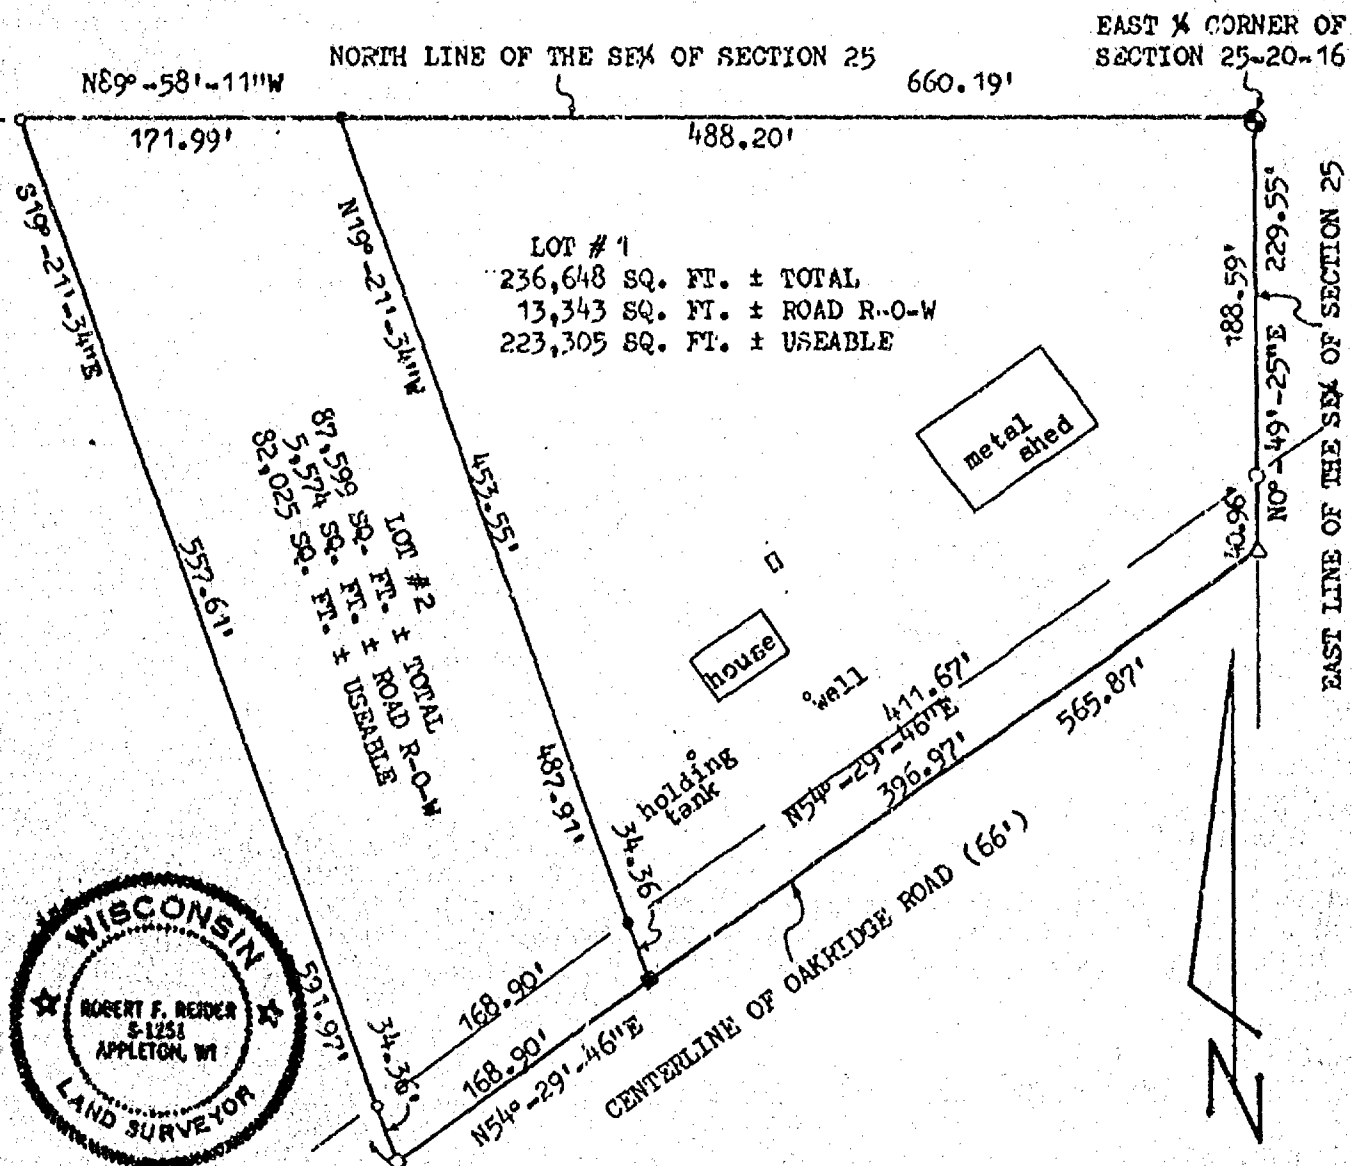 EAST ¼ CORNER OF
SECTION 25-20-16
NORTH LINE OF THE SE¼ OF SECTION 25
N89°-58'-11"W
660.19'
171.99'
488.20'
S19°-21'-34"E
N19°-21'-34"W
LOT # 1
236,648 SQ. FT. ± TOTAL
13,343 SQ. FT. ± ROAD R-O-W
223,305 SQ. FT. ± USEABLE
229.55'
188.59'
N0°-49'-25"E
40.96'
EAST LINE OF THE SE¼ OF SECTION 25
metal
shed
LOT #2
87,599 SQ. FT. ± TOTAL
5,574 SQ. FT. ± ROAD R-O-W
82,025 SQ. FT. ± USEABLE
453.55'
557.61'
house
well
411.67'
N54°-29'-46"E
396.97'
565.87'
487.91'
holding
tank
34.36'
CENTERLINE OF OAKRIDGE ROAD (66')
591.97'
34.36'
168.90'
168.90'
N54°-29'-46"E
WISCONSIN
ROBERT F. REIDER
S-1251
APPLETON, WI
LAND SURVEYOR
N